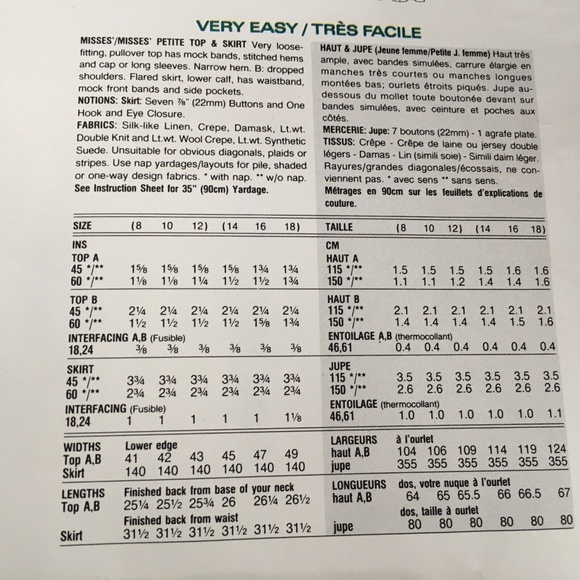 VERY EASY / TRÈS FACILE
MISSES'/MISSES' PETITE TOP & SKIRT Very loose-
fitting, pullover top has mock bands, stitched hems
and cap or long sleeves. Narrow hem. B: dropped
shoulders. Flared skirt, lower calf, has waistband,
mock front bands and side pockets.
NOTIONS: Skirt: Seven ⅞" (22mm) Buttons and One
Hook and Eye Closure.
FABRICS: Silk-like Linen, Crepe, Damask, Lt.wt.
Double Knit and Lt.wt. Wool Crepe, Lt.wt. Synthetic
Suede. Unsuitable for obvious diagonals, plaids or
stripes. Use nap yardages/layouts for pile, shaded
or one-way design fabrics. * with nap. ** w/o nap.
See Instruction Sheet for 35" (90cm) Yardage.
HAUT & JUPE (Jeune femme/Petite J. femme) Haut très
ample, avec bandes simulées, carrure élargie en
manches très courtes ou manches longues
montées bas; ourlets étroits piqués. Jupe au-
dessous du mollet toute boutonnée devant sur
bandes simulées, avec ceinture et poches aux
côtés.
MERCERIE: Jupe: 7 boutons (22mm) - 1 agrafe plate.
TISSUS: Crêpe - Crêpe de laine ou jersey double
légers - Damas - Lin (simili soie) - Simili daim léger.
Rayures/grandes diagonales/écossais, ne con-
viennent pas. * avec sens ** sans sens.
Métrages en 90cm sur les feuillets d'explications de
couture.
SIZE (8 10 12) (14 16 18)
INS
TOP A
45 */** 1⅝ 1⅝ 1⅝ 1⅝ 1¾ 1¾
60 */** 1⅛ 1⅛ 1¼ 1½ 1½ 1¾
TOP B
45 */** 2¼ 2¼ 2¼ 2¼ 2¼ 2¼
60 */** 1½ 1½ 1½ 1½ 1⅝ 1¾
INTERFACING A,B (Fusible)
18,24 ⅜ ⅜ ⅜ ⅜ ⅜ ⅜
SKIRT
45 */** 3¾ 3¾ 3¾ 3¾ 3¾ 3¾
60 */** 2¾ 2¾ 2¾ 2¾ 2¾ 2¾
INTERFACING (Fusible)
18,24 1 1 1 1 1 1⅛
WIDTHS Lower edge
Top A,B 41 42 43 45 47 49
Skirt 140 140 140 140 140 140
LENGTHS Finished back from base of your neck
Top A,B 25¼ 25½ 25¾ 26 26¼ 26½
Finished back from waist
Skirt 31½ 31½ 31½ 31½ 31½ 31½
TAILLE (8 10 12) (14 16 18)
CM
HAUT A
115 */** 1.5 1.5 1.5 1.5 1.6 1.6
150 */** 1.1 1.1 1.2 1.4 1.4 1.6
HAUT B
115 */** 2.1 2.1 2.1 2.1 2.1 2.1
150 */** 1.4 1.4 1.4 1.4 1.5 1.6
ENTOILAGE A,B (thermocollant)
46,61 0.4 0.4 0.4 0.4 0.4 0.4
JUPE
115 */** 3.5 3.5 3.5 3.5 3.5 3.5
150 */** 2.6 2.6 2.6 2.6 2.6 2.6
ENTOILAGE (thermocollant)
46,61 1.0 1.0 1.0 1.0 1.0 1.1
LARGEURS à l'ourlet
haut A,B 104 106 109 114 119 124
jupe 355 355 355 355 355 355
LONGUEURS dos, votre nuque à l'ourlet
haut A,B 64 65 65.5 66 66.5 67
dos, taille à ourlet
jupe 80 80 80 80 80 80